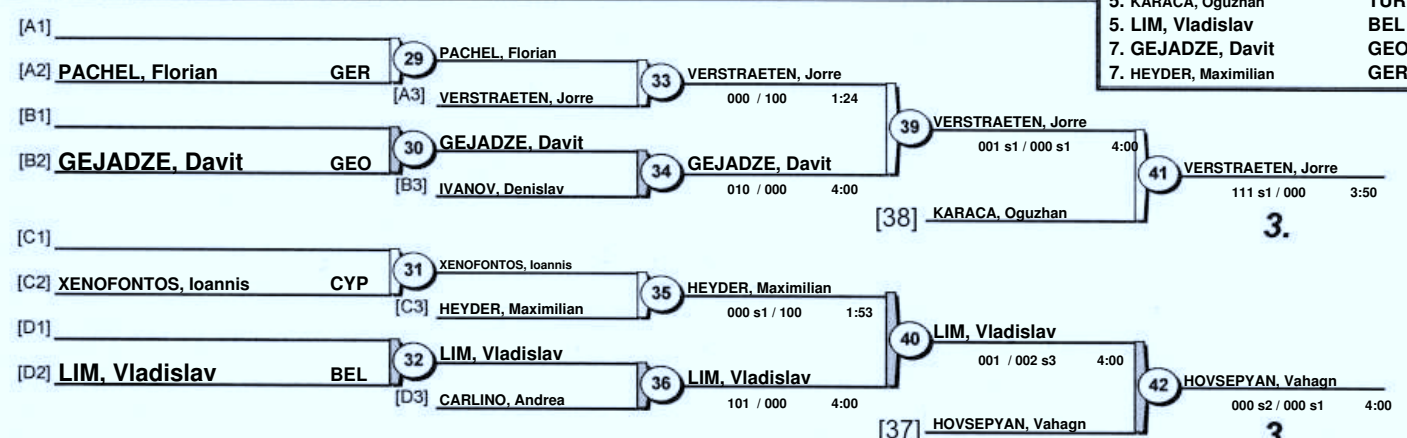 5. KARACA, Oguzhan TUR
5. LIM, Vladislav BEL
7. GEJADZE, Davit GEO
7. HEYDER, Maximilian GER
[A1]
[A2] PACHEL, Florian GER
29
PACHEL, Florian
[A3] VERSTRAETEN, Jorre
33
VERSTRAETEN, Jorre
000 / 100 1:24
[B1]
[B2] GEJADZE, Davit GEO
30
GEJADZE, Davit
[B3] IVANOV, Denislav
34
GEJADZE, Davit
010 / 000 4:00
39
VERSTRAETEN, Jorre
001 s1 / 000 s1 4:00
[38] KARACA, Oguzhan
41
VERSTRAETEN, Jorre
111 s1 / 000 3:50
3.
[C1]
[C2] XENOFONTOS, Ioannis CYP
31
XENOFONTOS, Ioannis
[C3] HEYDER, Maximilian
35
HEYDER, Maximilian
000 s1 / 100 1:53
[D1]
[D2] LIM, Vladislav BEL
32
LIM, Vladislav
[D3] CARLINO, Andrea
36
LIM, Vladislav
101 / 000 4:00
40
LIM, Vladislav
001 / 002 s3 4:00
[37] HOVSEPYAN, Vahagn
42
HOVSEPYAN, Vahagn
000 s2 / 000 s1 4:00
3